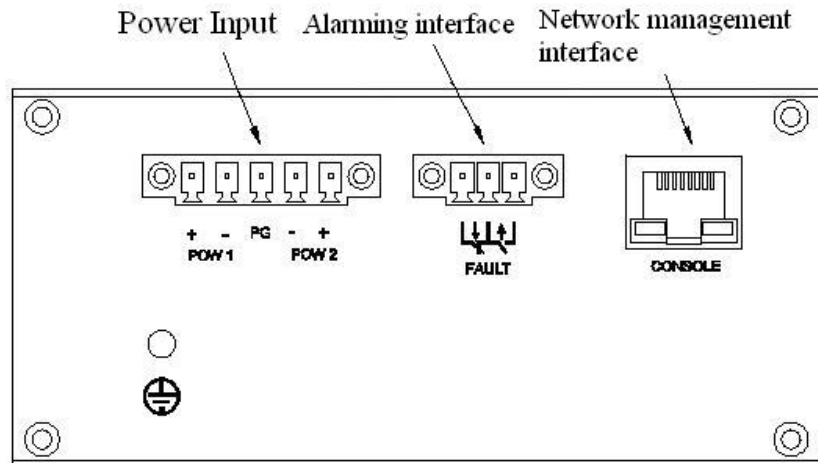 Power Input
Alarming interface
Network management
interface
+ - PG - +
POW 1
POW 2
FAULT
CONSOLE